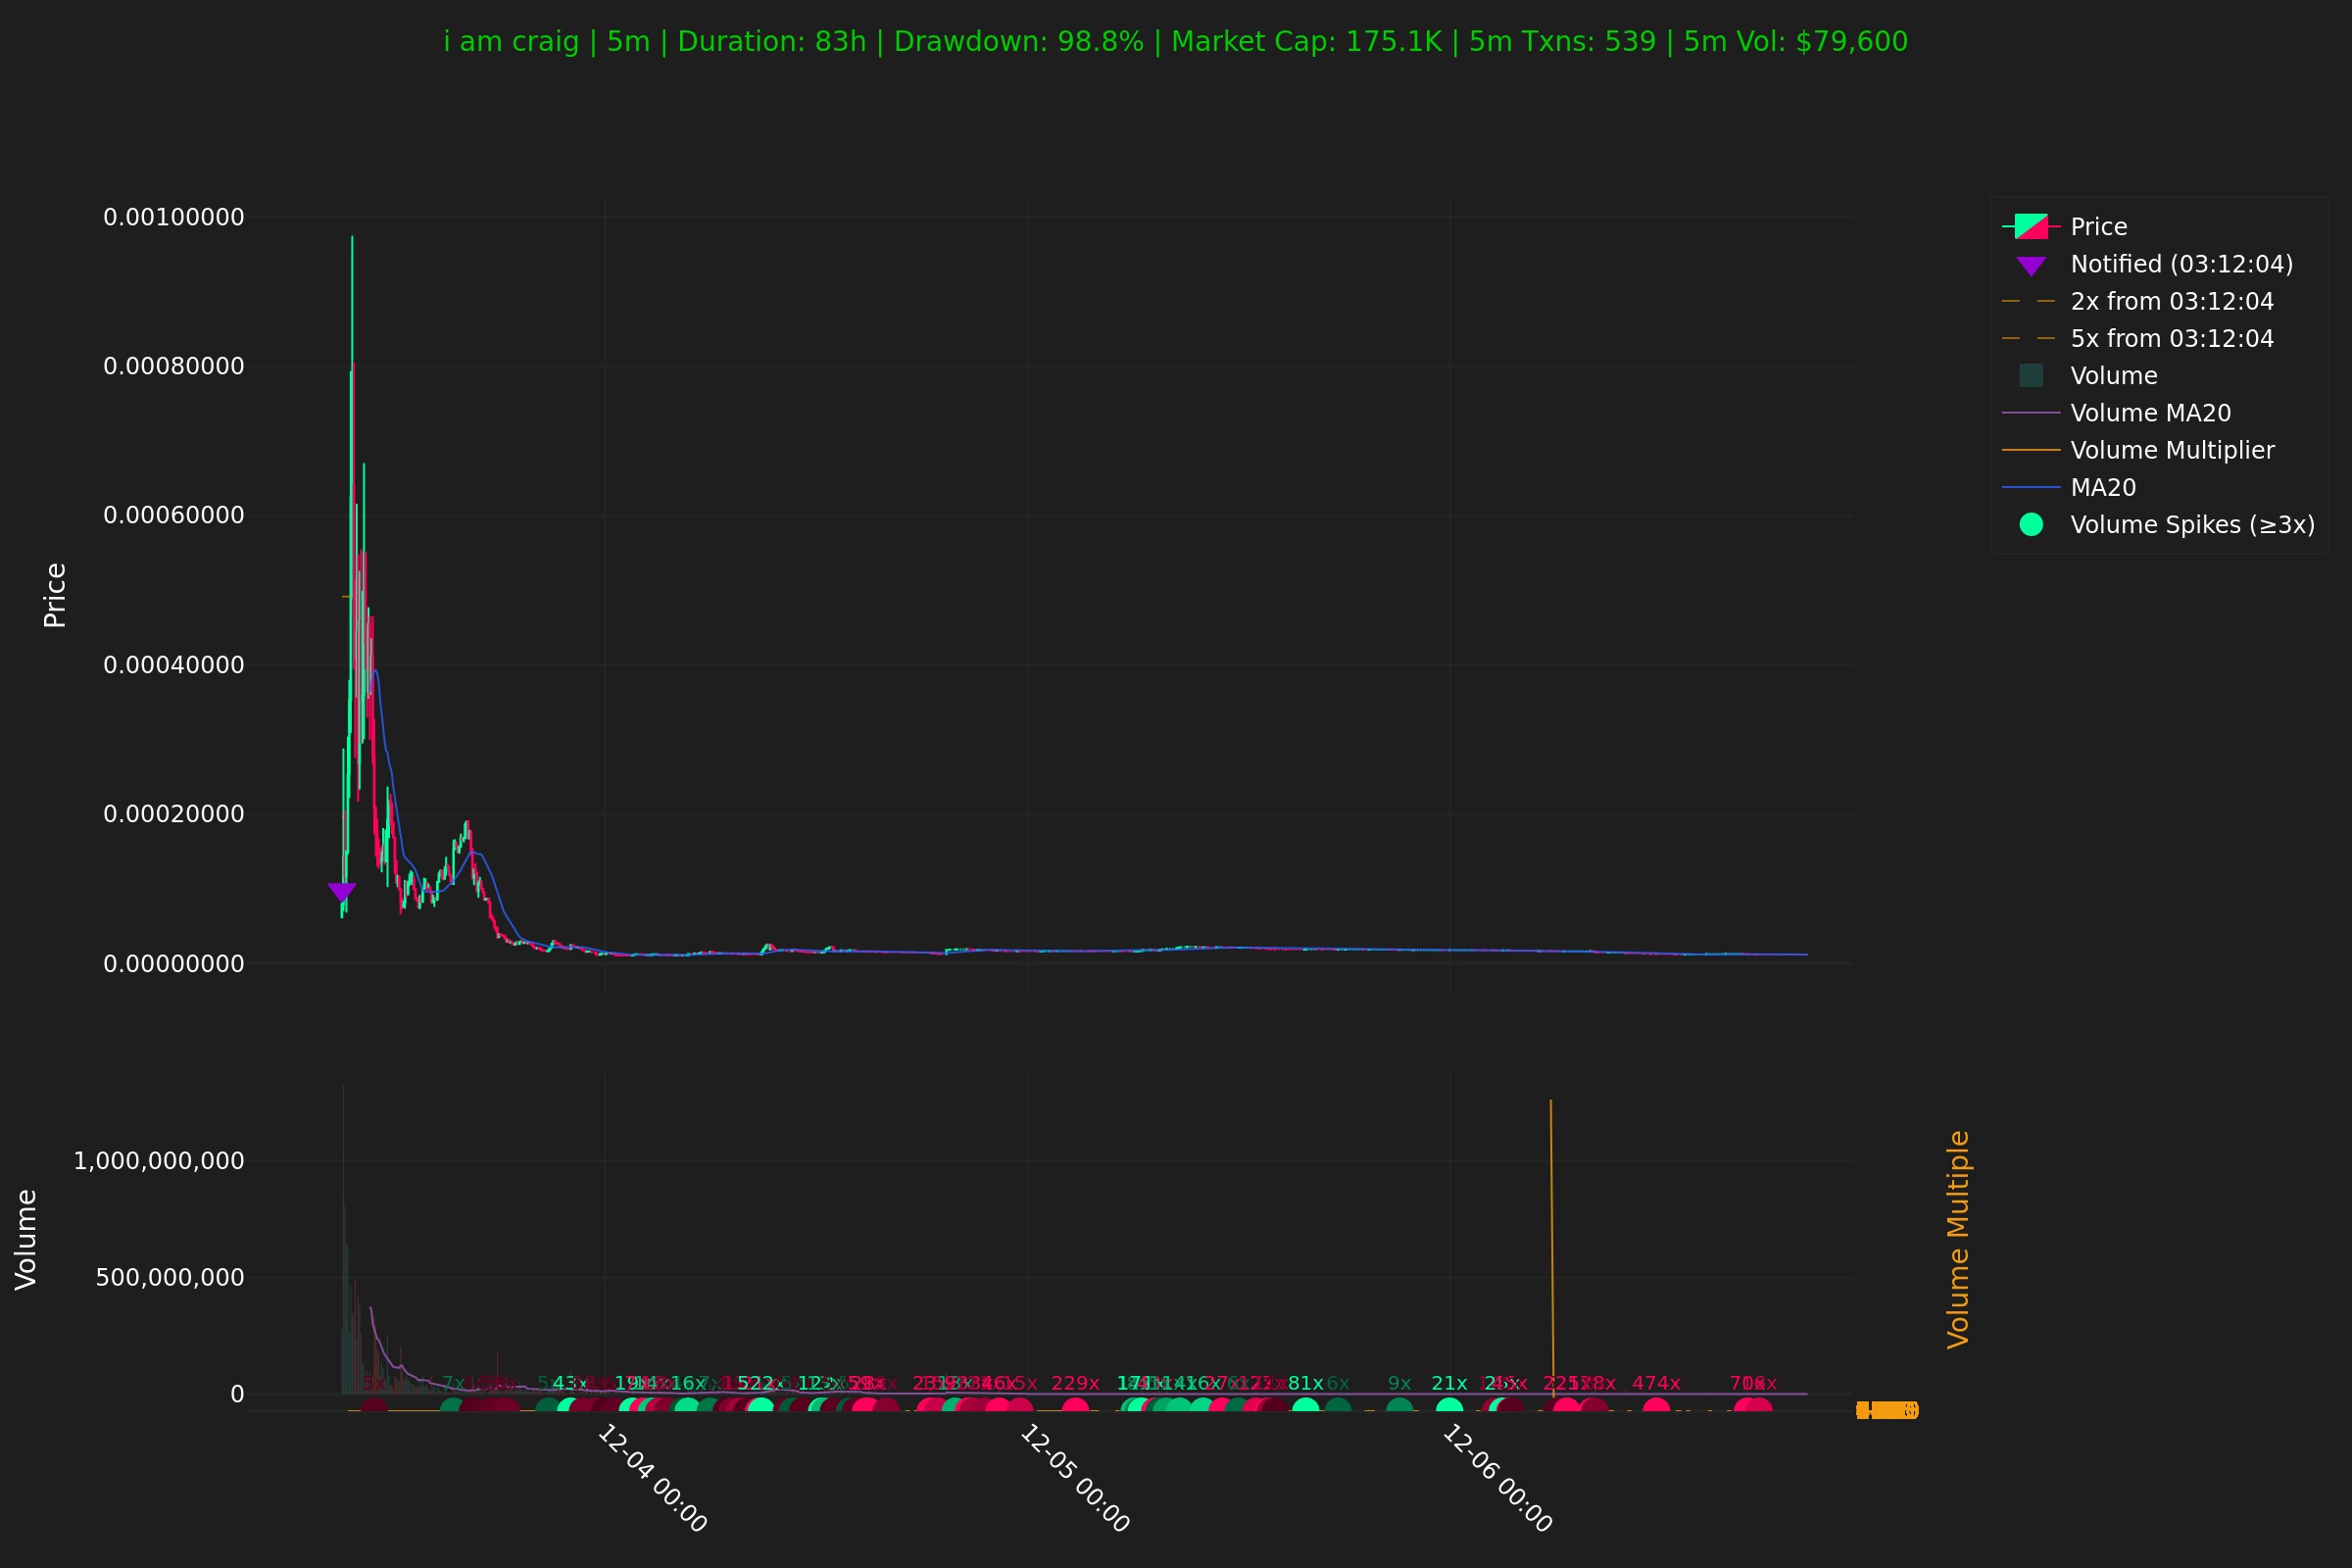 i am craig | 5m | Duration: 83h | Drawdown: 98.8% | Market Cap: 175.1K | 5m Txns: 539 | 5m Vol: $79,600
Price
0.00100000
0.00080000
0.00060000
0.00040000
0.00020000
0.00000000
Price
Notified (03:12:04)
2x from 03:12:04
5x from 03:12:04
Volume
Volume MA20
Volume Multiplier
MA20
Volume Spikes (≥3x)
Volume
1,000,000,000
500,000,000
0
Volume Multiple
7x 43x 16x 522x 229x 81x 6x 9x 21x 474x
12-04 00:00
12-05 00:00
12-06 00:00